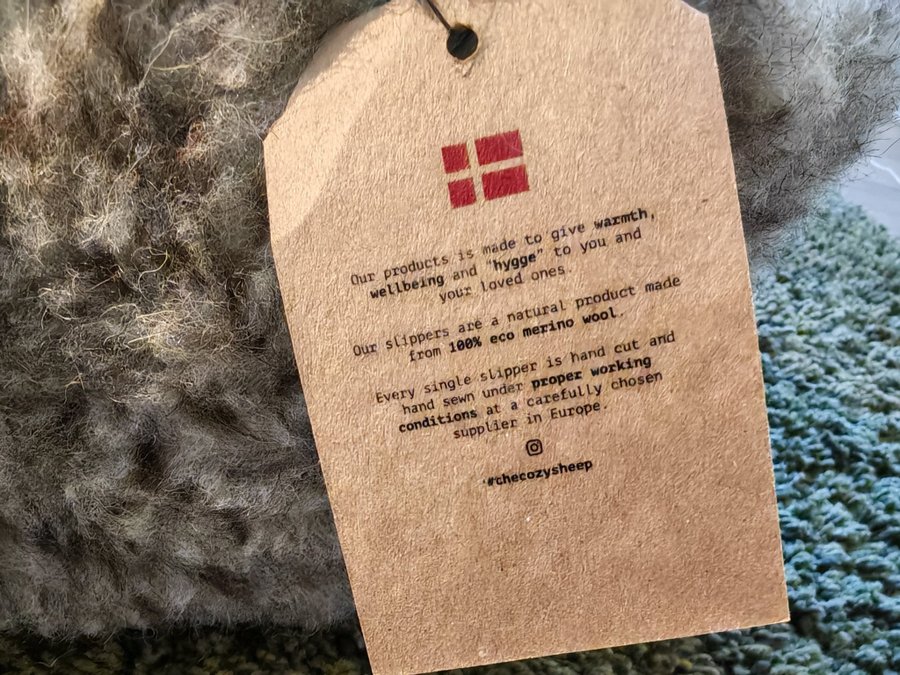 Our products is made to give warmth,
wellbeing and "hygge" to you and
your loved ones.
Our slippers are a natural product made
from 100% eco merino wool.
Every single slipper is hand cut and
hand sewn under proper working
conditions at a carefully chosen
supplier in Europe.
#thecozysheep